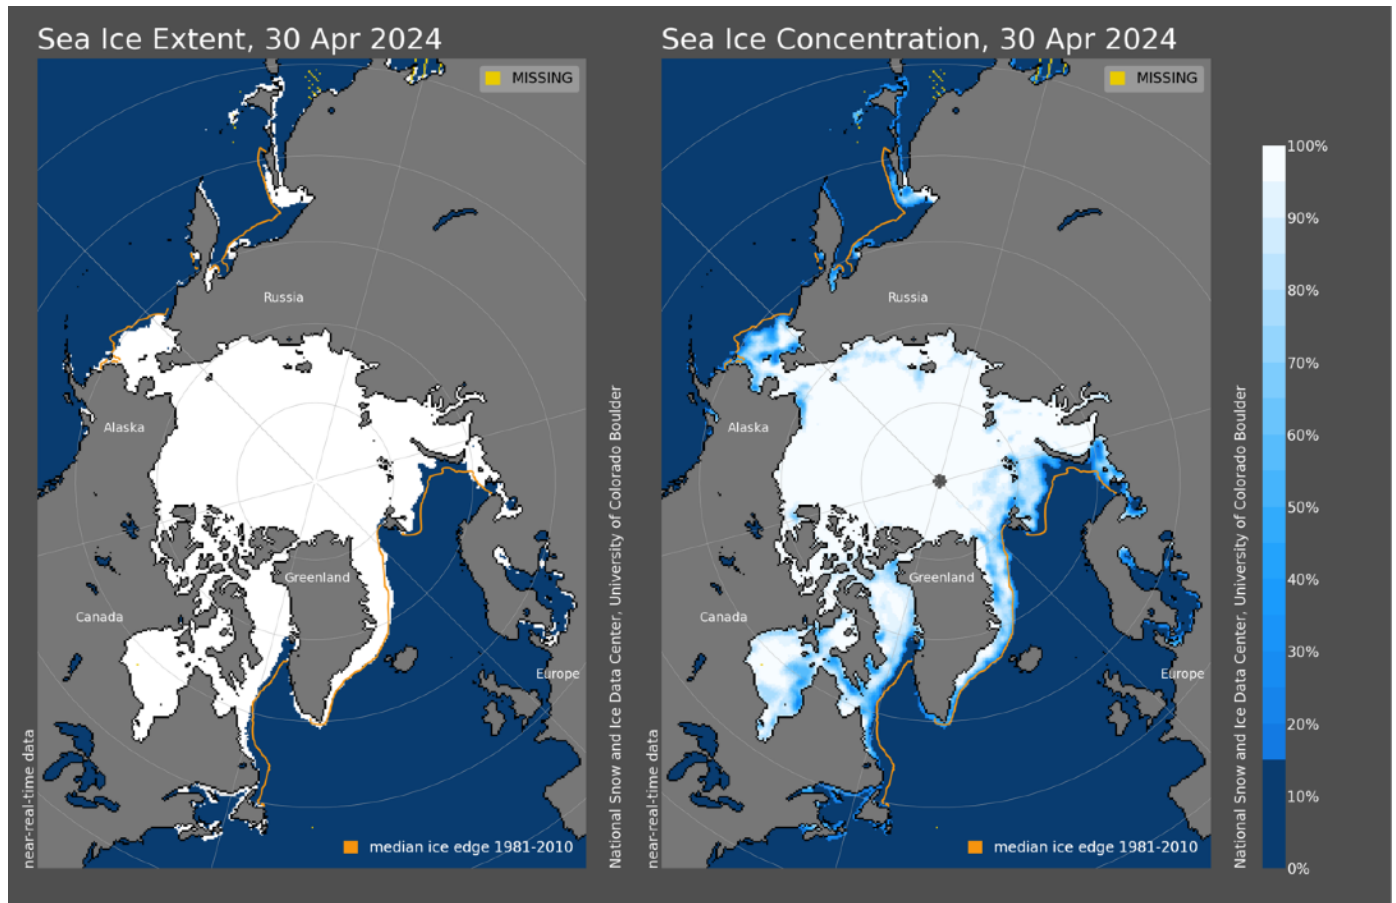 Sea Ice Extent, 30 Apr 2024
MISSING
Russia
Alaska
Greenland
Canada
Europe
median ice edge 1981-2010
near-real-time data
National Snow and Ice Data Center, University of Colorado Boulder
Sea Ice Concentration, 30 Apr 2024
MISSING
Russia
Alaska
Greenland
Canada
Europe
median ice edge 1981-2010
near-real-time data
National Snow and Ice Data Center, University of Colorado Boulder
100%
90%
80%
70%
60%
50%
40%
30%
20%
10%
0%